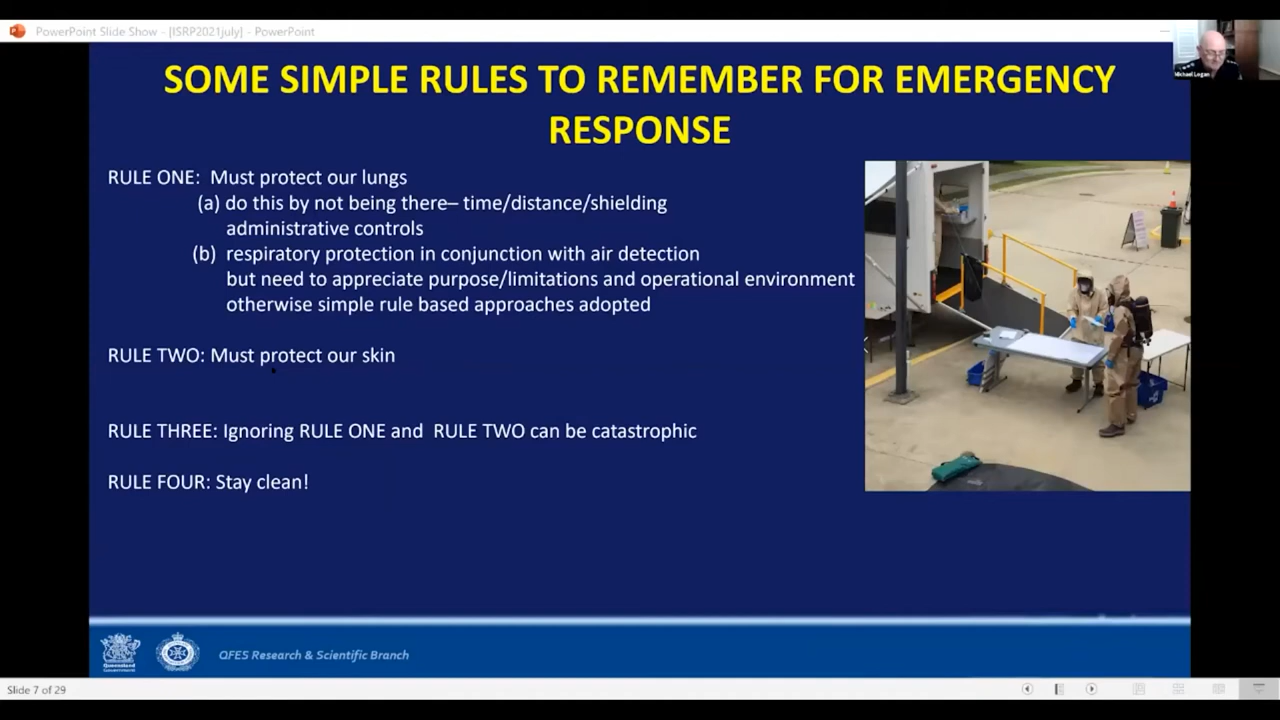 PowerPoint Slide Show - [ISRP2021july] - PowerPoint
Michael Logan
SOME SIMPLE RULES TO REMEMBER FOR EMERGENCY
RESPONSE
RULE ONE: Must protect our lungs
(a) do this by not being there– time/distance/shielding
administrative controls
(b) respiratory protection in conjunction with air detection
but need to appreciate purpose/limitations and operational environment
otherwise simple rule based approaches adopted
RULE TWO: Must protect our skin
RULE THREE: Ignoring RULE ONE and RULE TWO can be catastrophic
RULE FOUR: Stay clean!
Queensland
QFES Research & Scientific Branch
Slide 7 of 29